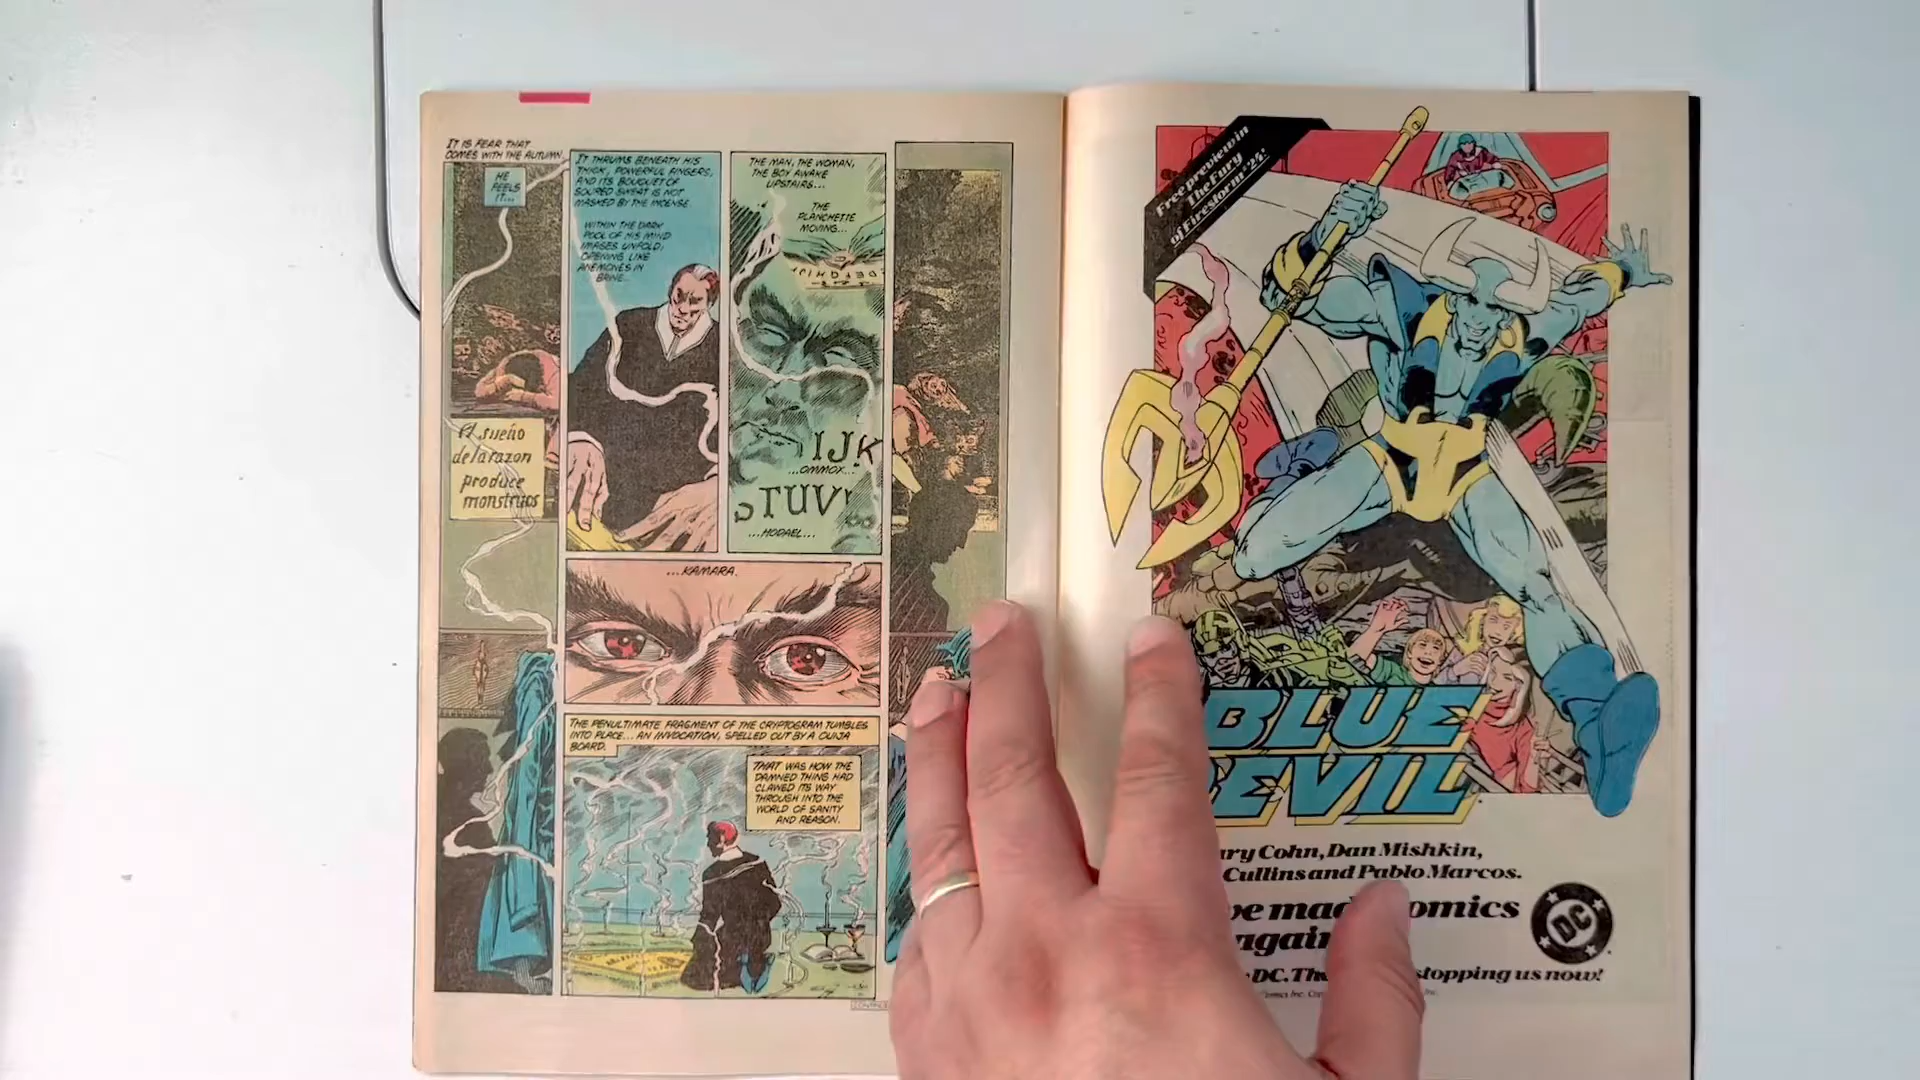 IT IS FEAR THAT
COMES WITH THE AUTUMN.
HE
FEELS
IT...
El sueño
de la razon
produce
monstruos
IT THRUMS BENEATH HIS
THICK, POWERFUL FINGERS,
AND ITS BOUQUET OF
SOURED SWEAT IS NOT
MASKED BY THE INCENSE.
WITHIN THE DARK
POOL OF HIS MIND
IMAGES UNFOLD,
OPENING LIKE
ANEMONES IN
BRINE...
THE MAN, THE WOMAN,
THE BOY AWAKE
UPSTAIRS...
THE
PLANCHETTE
MOVING...
IJK
...OMMOX...
STUV
...HODAEL...
...KAMARA.
THE PENULTIMATE FRAGMENT OF THE CRYPTOGRAM TUMBLES
INTO PLACE... AN INVOCATION, SPELLED OUT BY A OUIJA
BOARD.
THAT WAS HOW THE
DAMNED THING HAD
CLAWED ITS WAY
THROUGH INTO THE
WORLD OF SANITY
AND REASON.
Free preview in
The Fury
of Firestorm #24!
BLUE
DEVIL
Cohn, Dan Mishkin,
Cullins and Pablo Marcos.
omics
again
DC
DC. stopping us now!